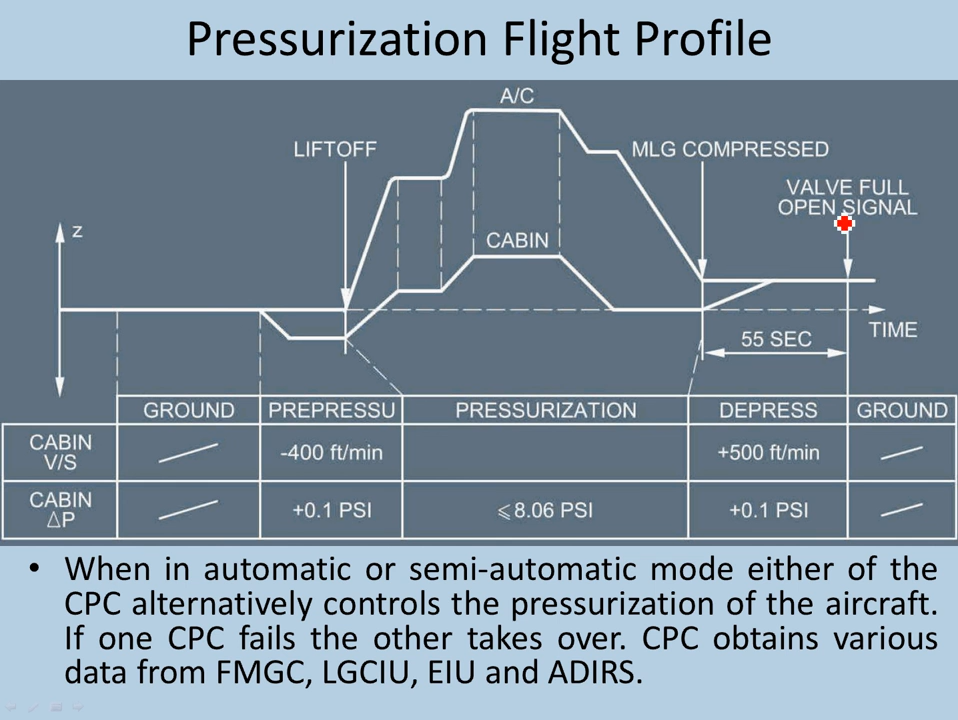 Pressurization Flight Profile
A/C
LIFTOFF
MLG COMPRESSED
VALVE FULL
OPEN SIGNAL
z
CABIN
TIME
55 SEC
GROUND PREPRESSU PRESSURIZATION DEPRESS GROUND
CABIN
V/S
-400 ft/min +500 ft/min
CABIN
ΔP
+0.1 PSI ⩽8.06 PSI +0.1 PSI
• When in automatic or semi-automatic mode either of the
CPC alternatively controls the pressurization of the aircraft.
If one CPC fails the other takes over. CPC obtains various
data from FMGC, LGCIU, EIU and ADIRS.